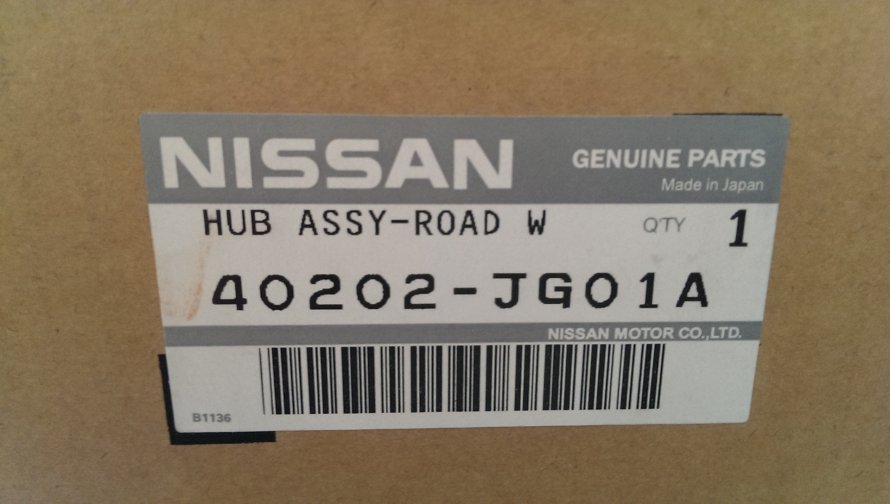 NISSAN GENUINE PARTS
Made in Japan
HUB ASSY-ROAD W Q'TY 1
40202-JG01A
NISSAN MOTOR CO.,LTD.
B1136